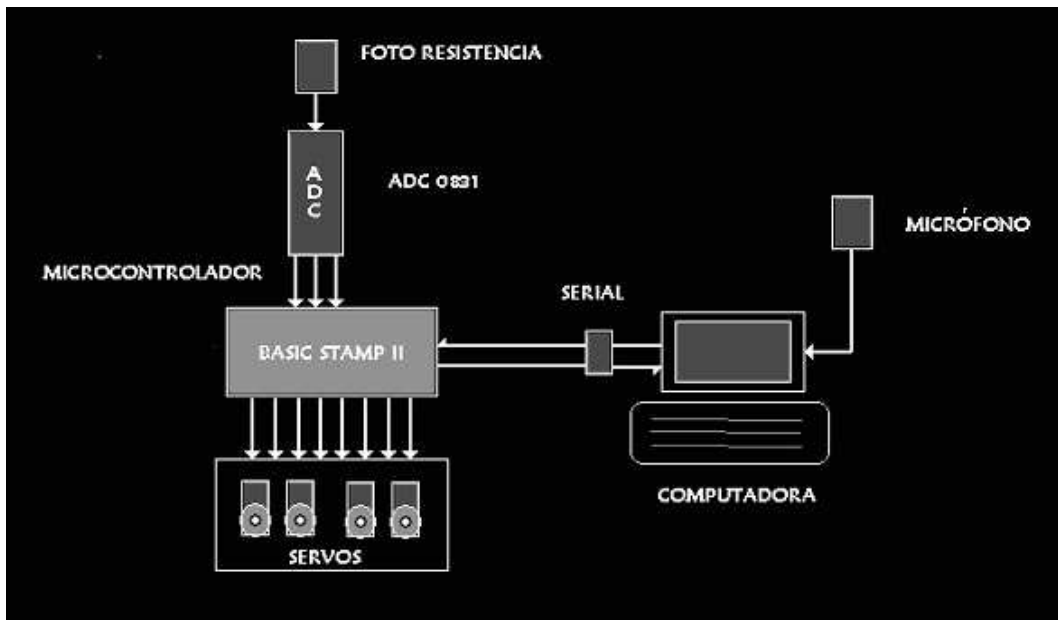 FOTO RESISTENCIA
A
D
C
ADC 0831
MICRÓFONO
MICROCONTROLADOR
SERIAL
BASIC STAMP II
COMPUTADORA
SERVOS